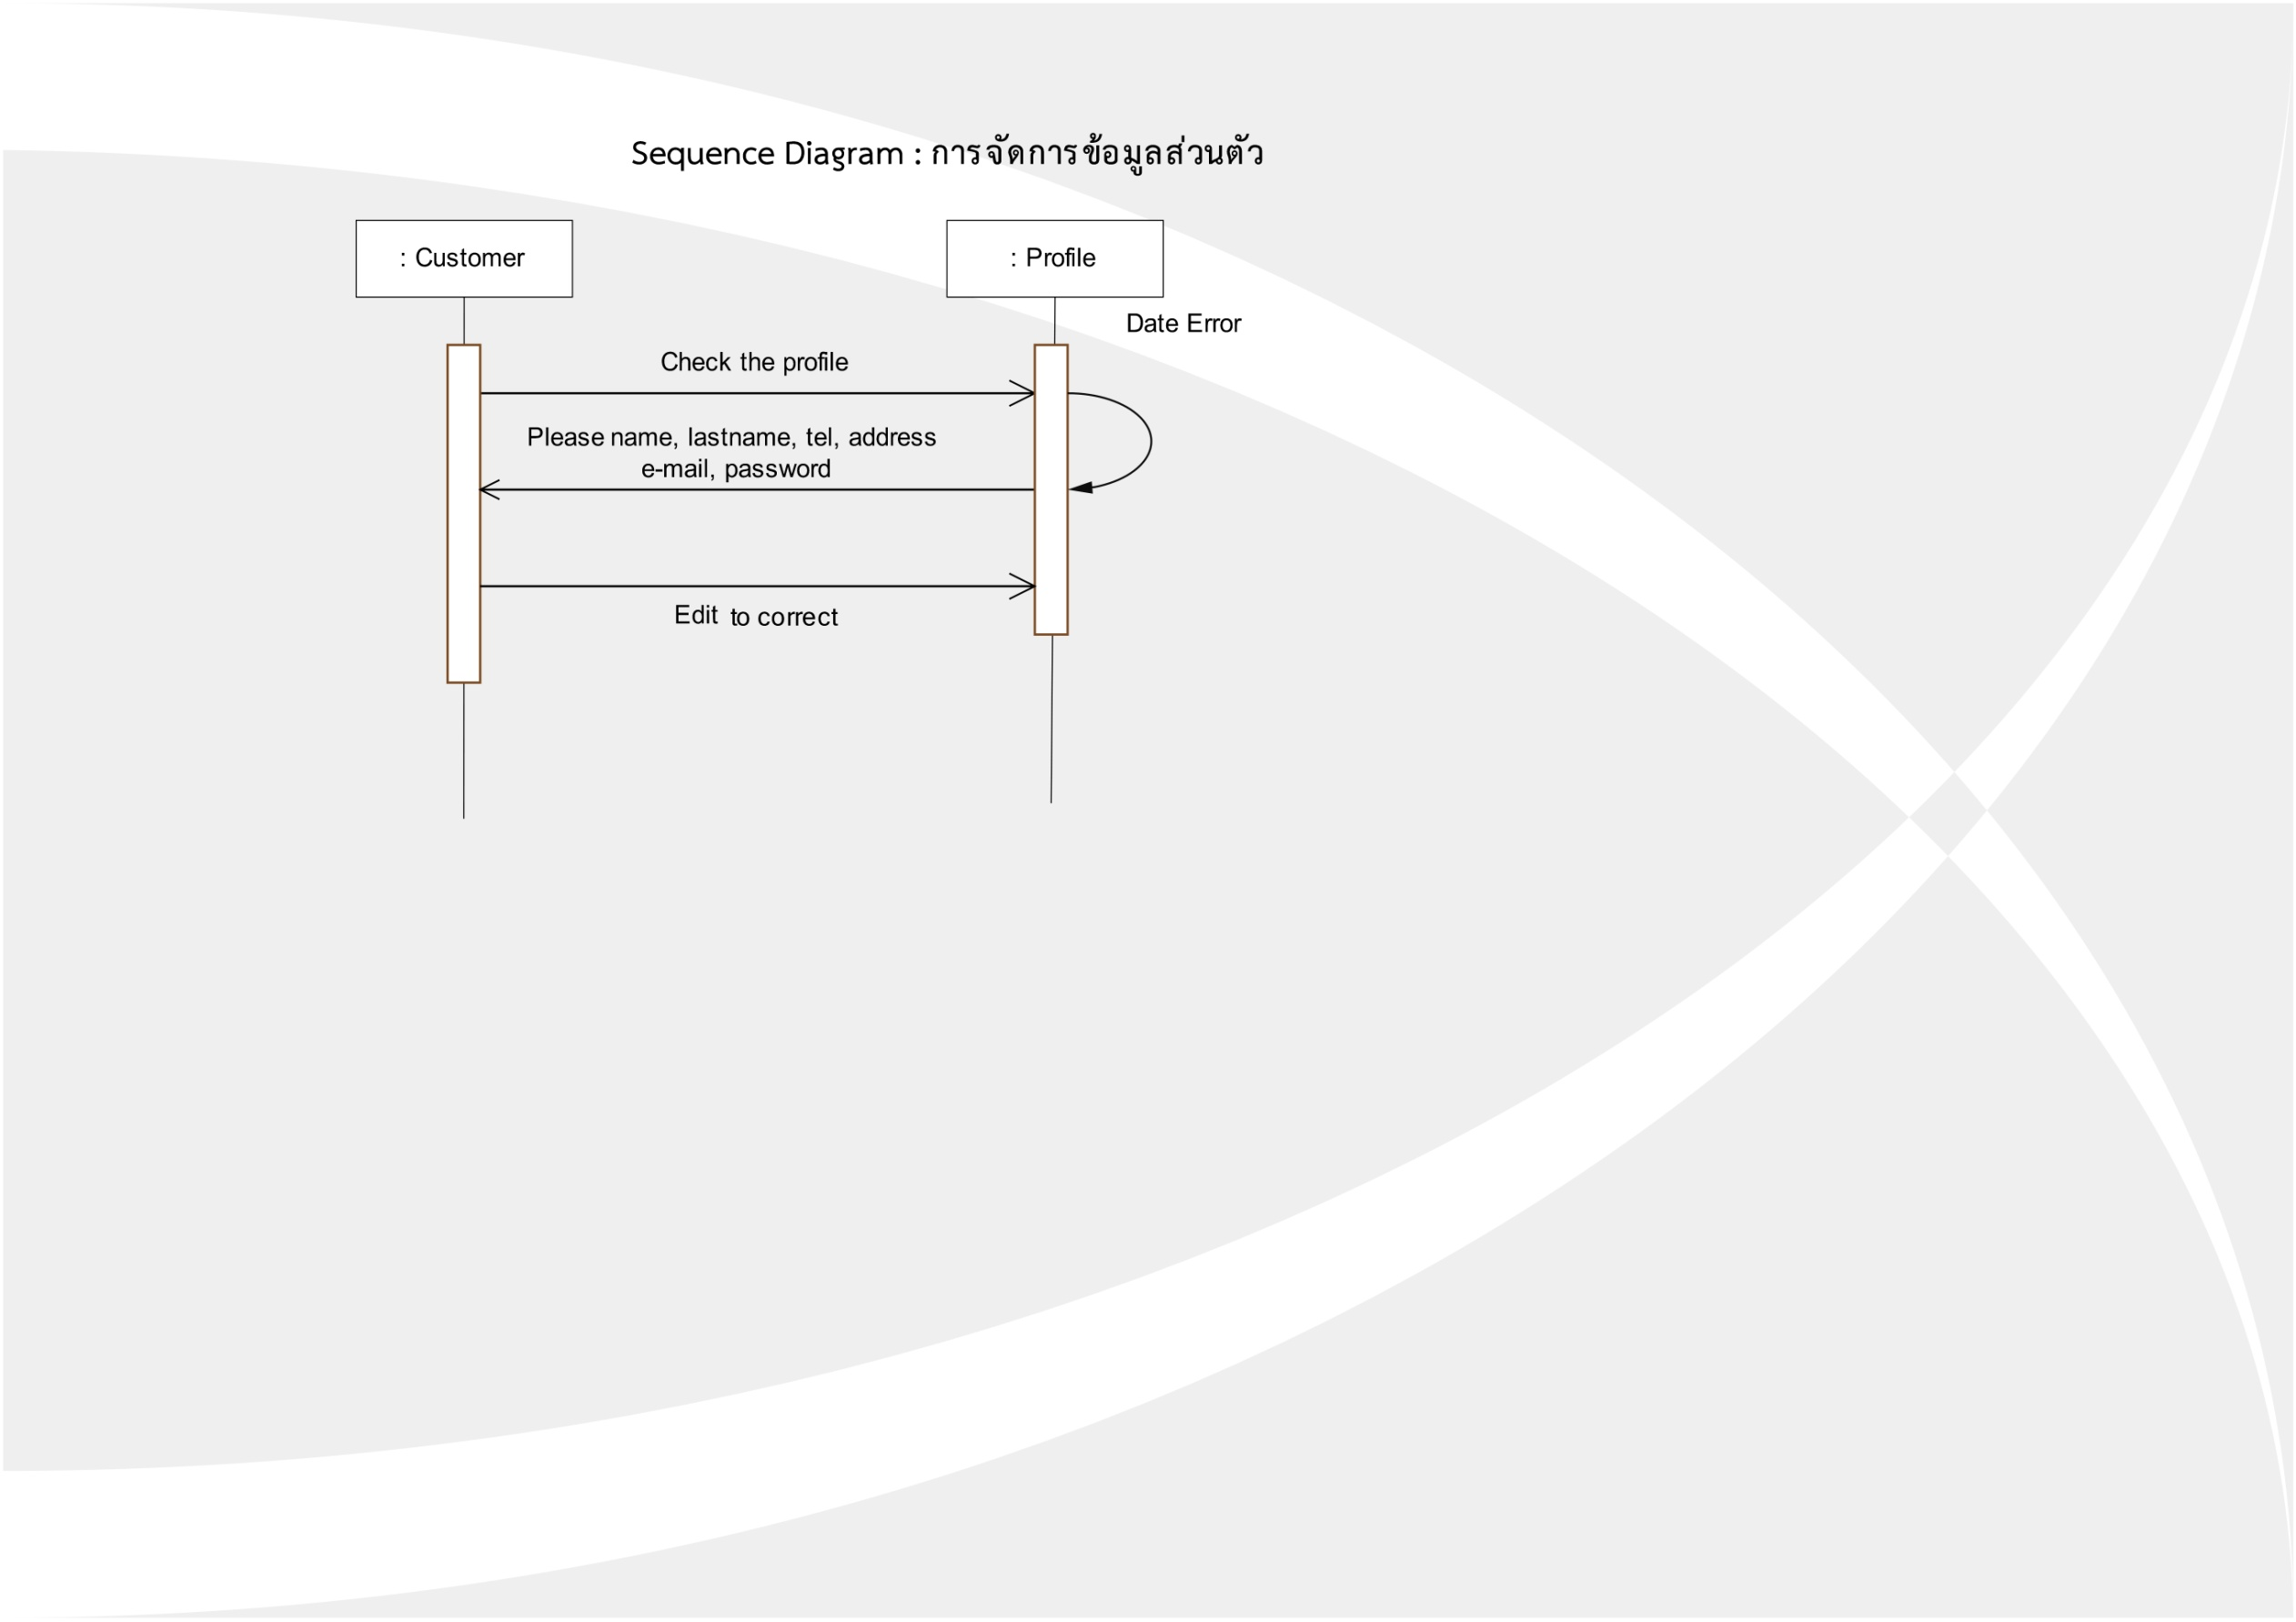 Sequence Diagram : การจัดการข้อมูลส่วนตัว
: Customer
: Profile
Date Error
Check the profile
Please name, lastname, tel, address
e-mail, password
Edit to correct